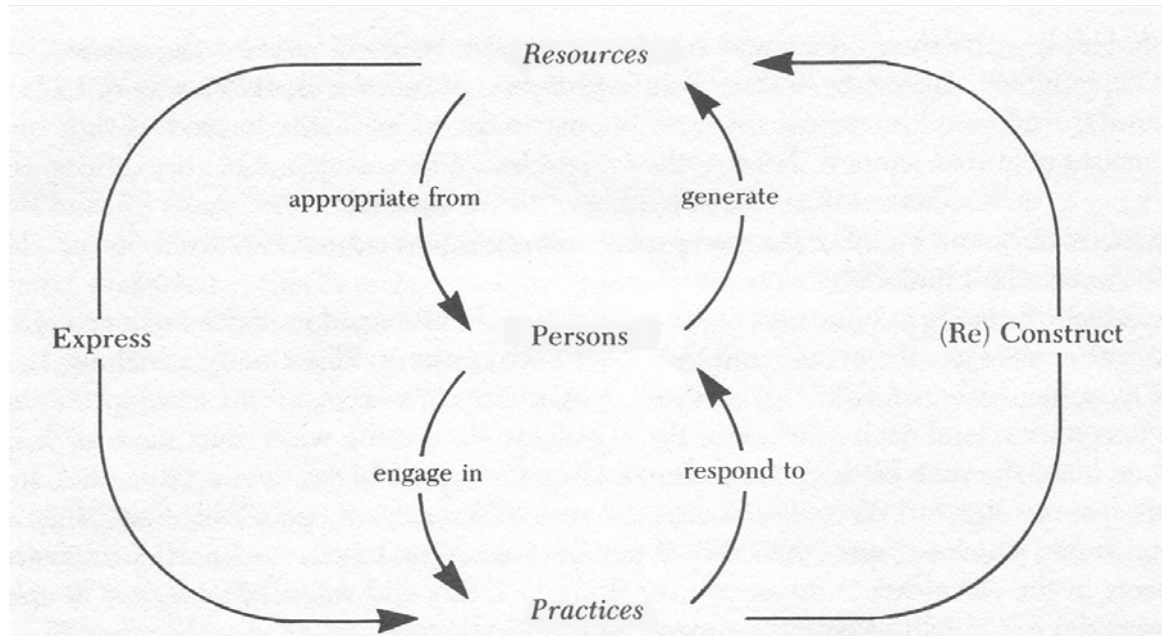 Resources
appropriate from
generate
Express
Persons
(Re) Construct
engage in
respond to
Practices